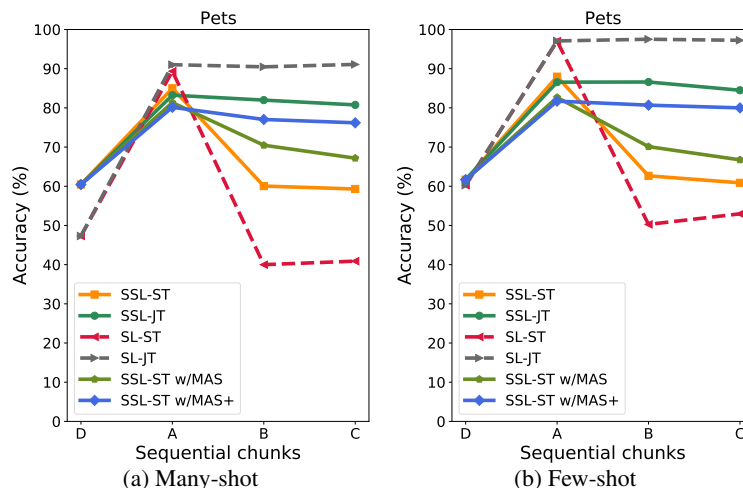 Pets
100
90
80
70
60
50
40
30
20
10
0
Accuracy (%)
SSL-ST
SSL-JT
SL-ST
SL-JT
SSL-ST w/MAS
SSL-ST w/MAS+
D A B C
Sequential chunks
(a) Many-shot
Pets
100
90
80
70
60
50
40
30
20
10
0
Accuracy (%)
SSL-ST
SSL-JT
SL-ST
SL-JT
SSL-ST w/MAS
SSL-ST w/MAS+
D A B C
Sequential chunks
(b) Few-shot